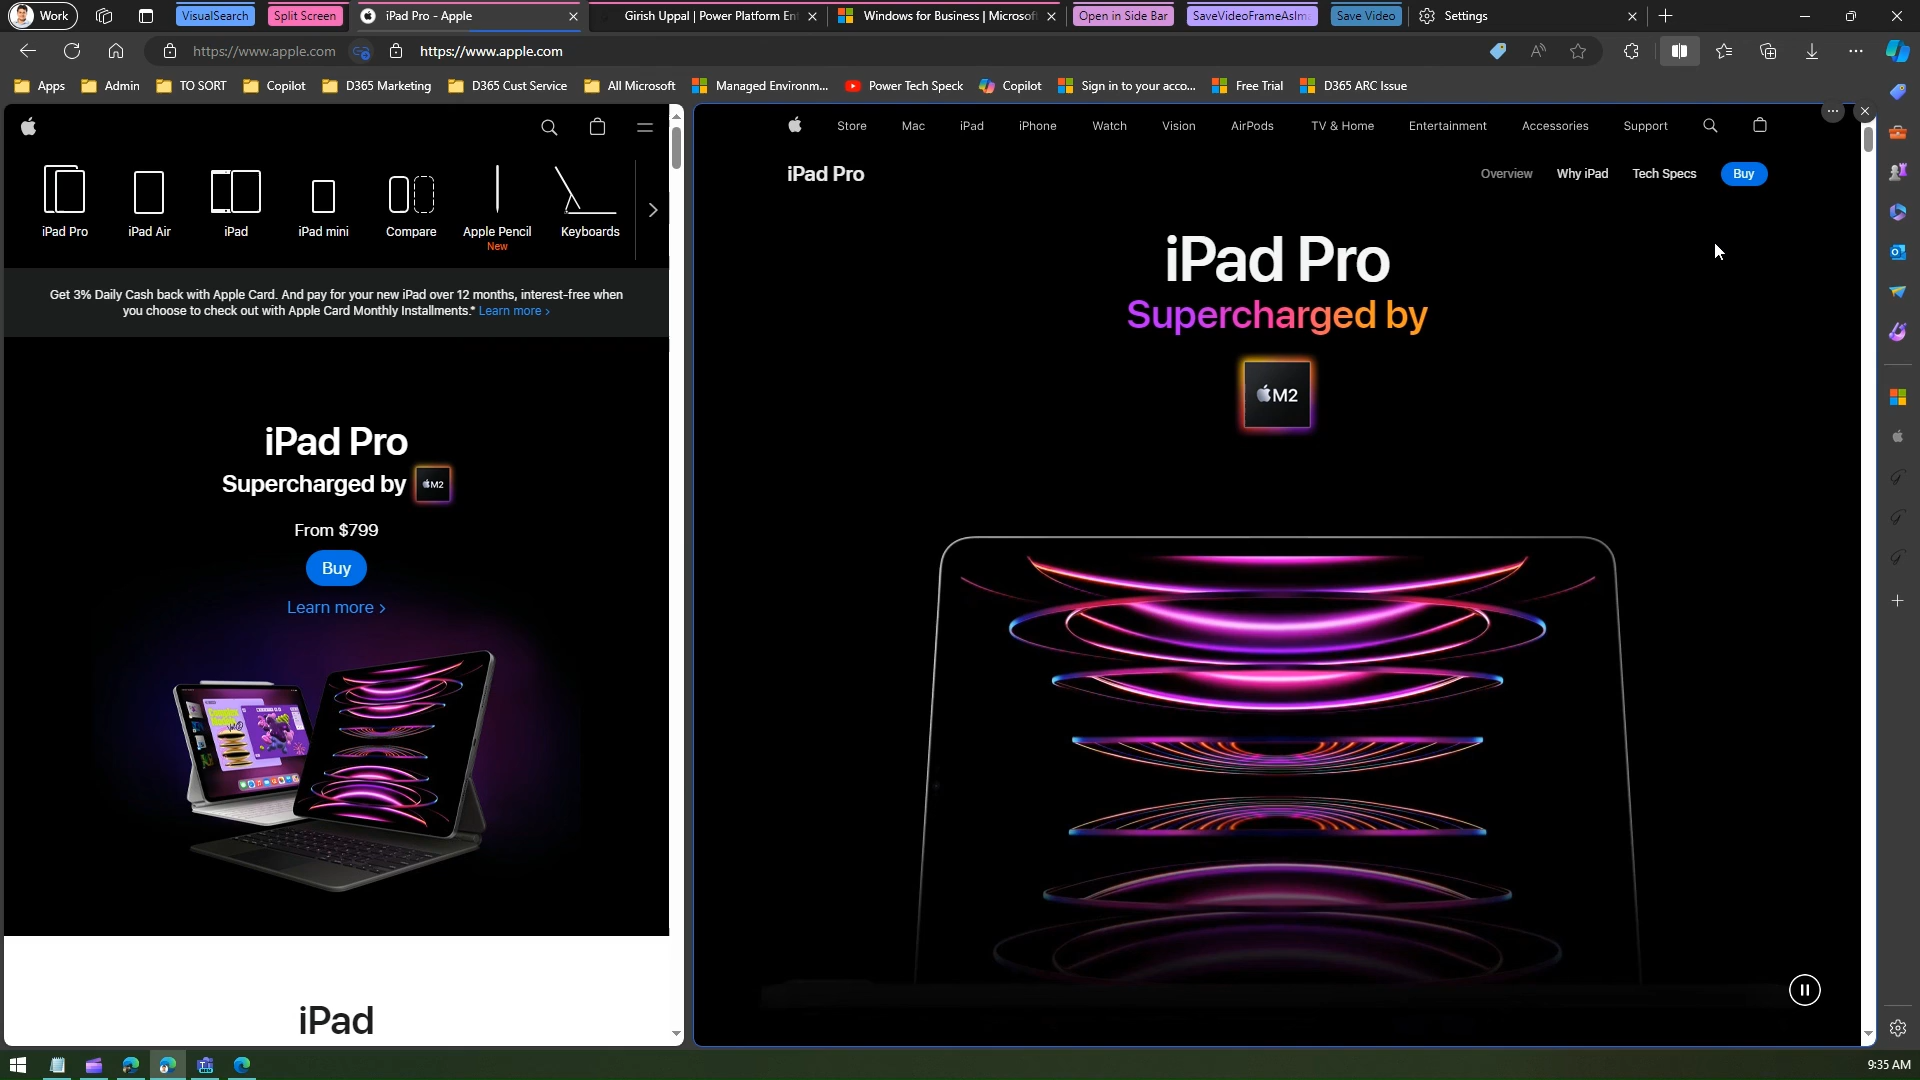 Work
VisualSearch
Split Screen
iPad Pro - Apple
Girish Uppal | Power Platform En
Windows for Business | Microsof
Open in Side Bar
SaveVideoFrameAsIma
Save Video
Settings
https://www.apple.com
https://www.apple.com
Apps
Admin
TO SORT
Copilot
D365 Marketing
D365 Cust Service
All Microsoft
Managed Environm...
Power Tech Speck
Copilot
Sign in to your acco...
Free Trial
D365 ARC Issue
iPad Pro
iPad Air
iPad
iPad mini
Compare
Apple Pencil
New
Keyboards
Get 3% Daily Cash back with Apple Card. And pay for your new iPad over 12 months, interest-free when
you choose to check out with Apple Card Monthly Installments.* Learn more >
iPad Pro
Supercharged by M2
From $799
Buy
Learn more >
iPad
Store
Mac
iPad
iPhone
Watch
Vision
AirPods
TV & Home
Entertainment
Accessories
Support
iPad Pro
Overview
Why iPad
Tech Specs
Buy
iPad Pro
Supercharged by
M2
9:35 AM